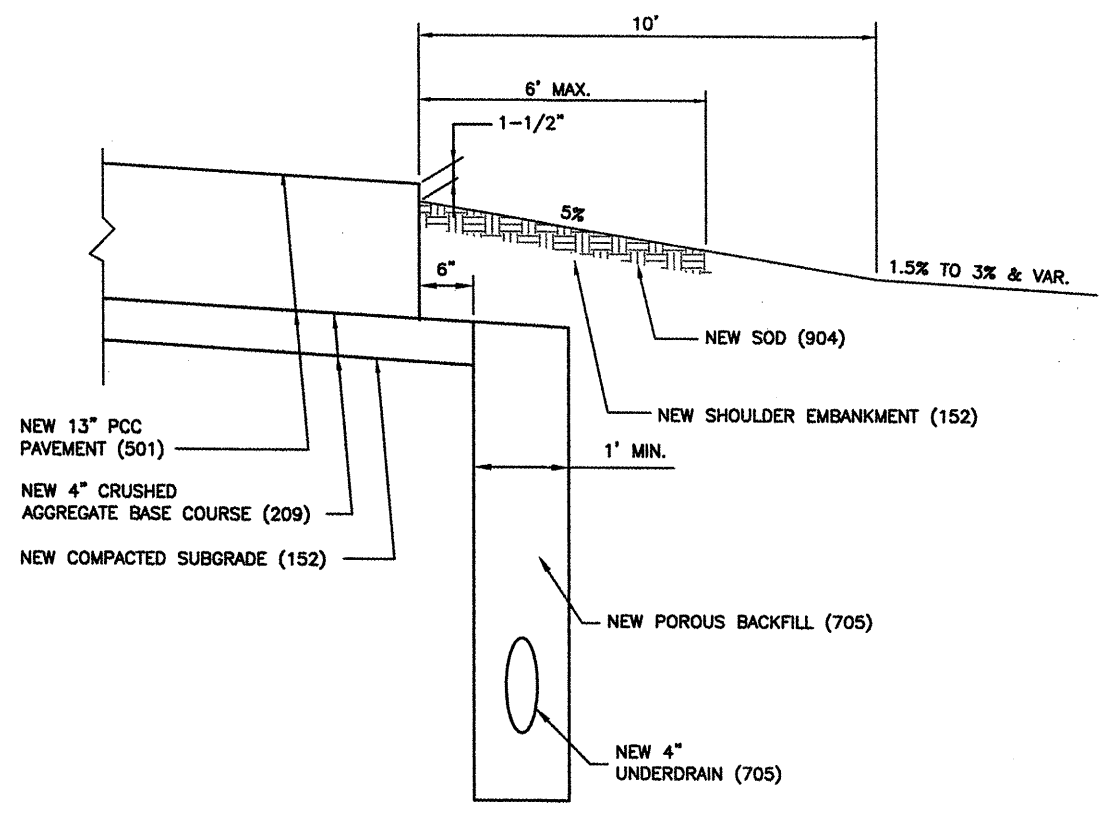 10'
6' MAX.
1-1/2"
5%
1.5% TO 3% & VAR.
6"
NEW SOD (904)
NEW SHOULDER EMBANKMENT (152)
NEW 13" PCC
PAVEMENT (501)
1' MIN.
NEW 4" CRUSHED
AGGREGATE BASE COURSE (209)
NEW COMPACTED SUBGRADE (152)
NEW POROUS BACKFILL (705)
NEW 4"
UNDERDRAIN (705)